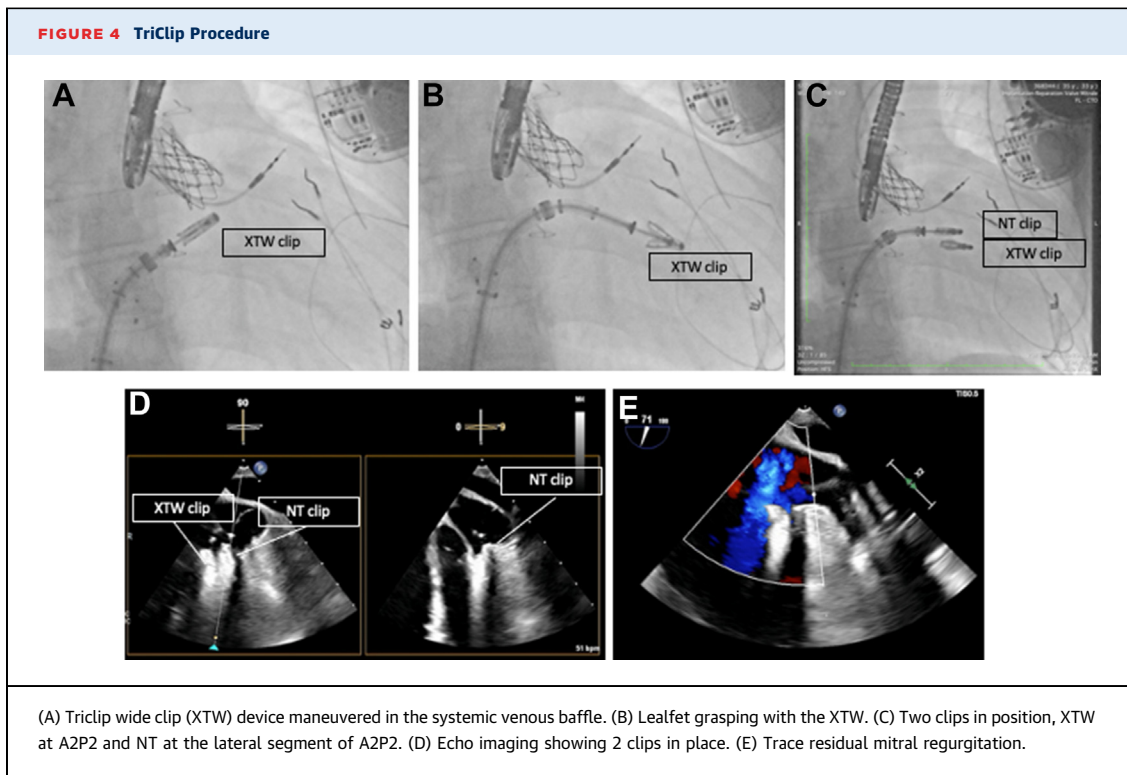 FIGURE 4 TriClip Procedure
A
B
C
XTW clip
XTW clip
NT clip
XTW clip
D
E
90
XTW clip
NT clip
NT clip
51 bpm
71
TIS0.5
(A) Triclip wide clip (XTW) device maneuvered in the systemic venous baffle. (B) Lealfet grasping with the XTW. (C) Two clips in position, XTW
at A2P2 and NT at the lateral segment of A2P2. (D) Echo imaging showing 2 clips in place. (E) Trace residual mitral regurgitation.